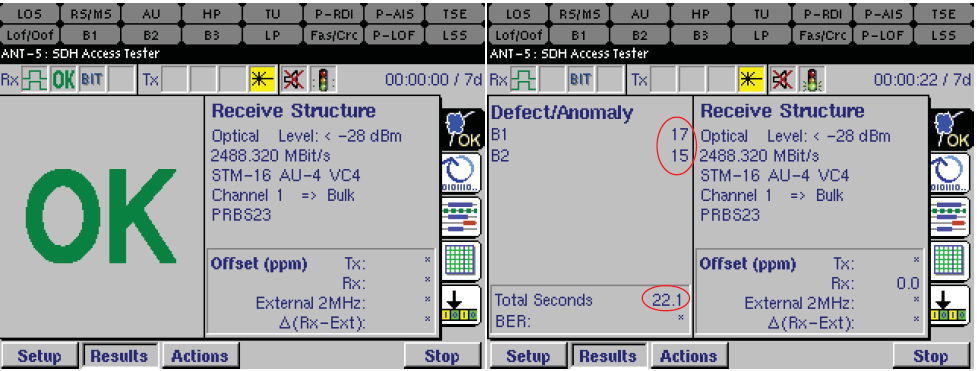 LOS RS/MS AU HP TU P-RDI P-AIS TSE
Lof/Oof B1 B2 B3 LP Fas/Crc P-LOF LSS
ANT-5 : SDH Access Tester
Rx OK BIT Tx 00:00:00 / 7d
Receive Structure
Optical Level: < -28 dBm
2488.320 MBit/s
STM-16 AU-4 VC4
Channel 1 => Bulk
PRBS23
OK
Offset (ppm) Tx: *
Rx: *
External 2MHz: *
Δ(Rx-Ext): *
OK
010110..
0 1 0 1 0
Setup Results Actions Stop
LOS RS/MS AU HP TU P-RDI P-AIS TSE
Lof/Oof B1 B2 B3 LP Fas/Crc P-LOF LSS
ANT-5 : SDH Access Tester
Rx BIT Tx 00:00:22 / 7d
Defect/Anomaly
B1 17
B2 15
Total Seconds 22.1
BER: *
Receive Structure
Optical Level: < -28 dBm
2488.320 MBit/s
STM-16 AU-4 VC4
Channel 1 => Bulk
PRBS23
Offset (ppm) Tx: *
Rx: 0.0
External 2MHz: *
Δ(Rx-Ext): *
OK
Setup Results Actions Stop